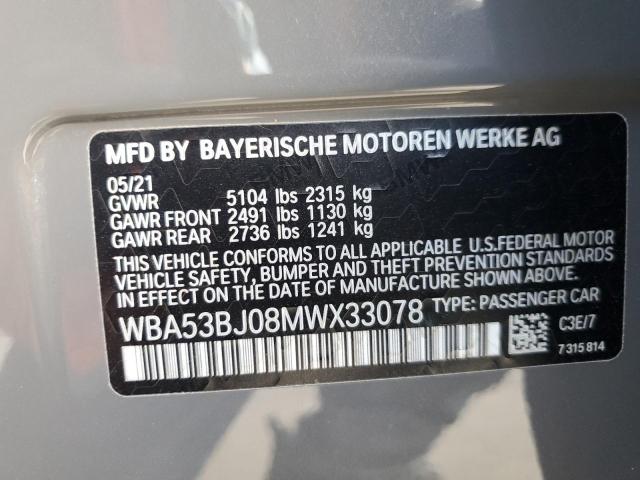 MFD BY BAYERISCHE MOTOREN WERKE AG
05/21
GVWR 5104 lbs 2315 kg
GAWR FRONT 2491 lbs 1130 kg
GAWR REAR 2736 lbs 1241 kg
THIS VEHICLE CONFORMS TO ALL APPLICABLE U.S.FEDERAL MOTOR
VEHICLE SAFETY, BUMPER AND THEFT PREVENTION STANDARDS
IN EFFECT ON THE DATE OF MANUFACTURE SHOWN ABOVE.
WBA53BJ08MWX33078 TYPE: PASSENGER CAR
C3E/7
7 315 814